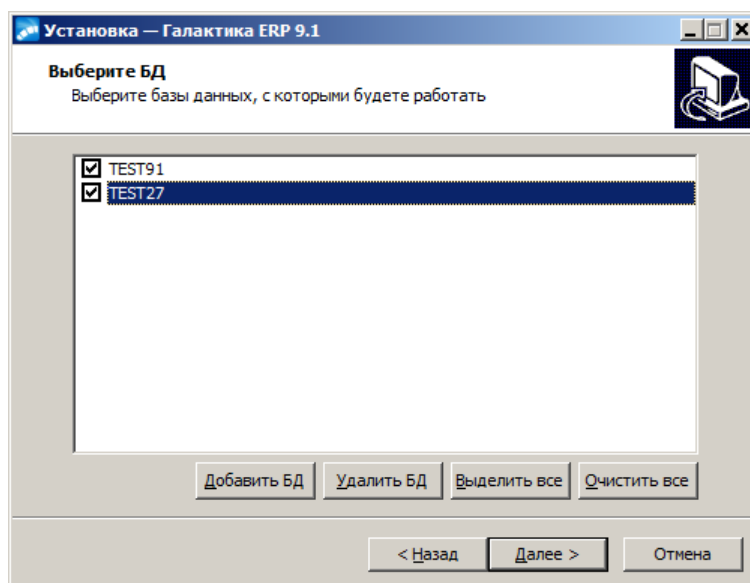 Установка — Галактика ERP 9.1
Выберите БД
Выберите базы данных, с которыми будете работать
TEST91
TEST27
Добавить БД Удалить БД Выделить все Очистить все
< Назад Далее > Отмена